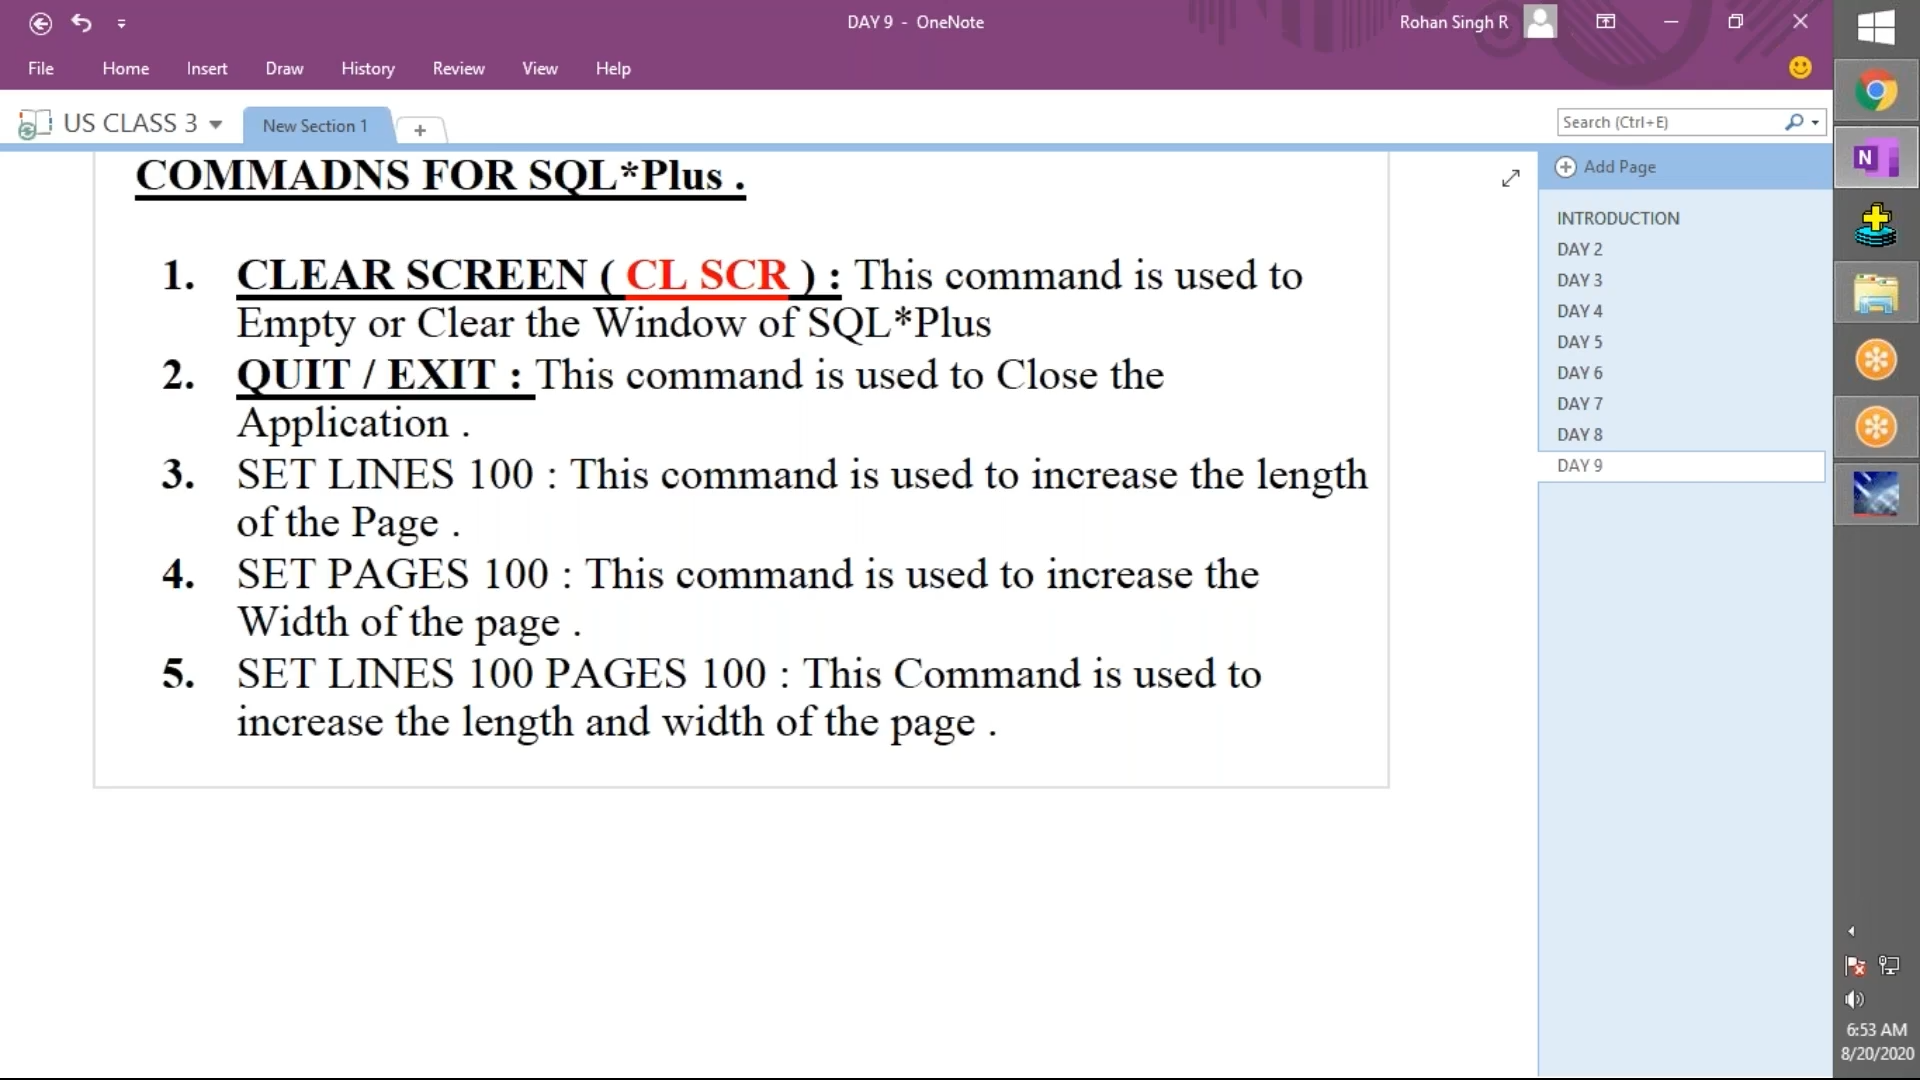 DAY 9 - OneNote
Rohan Singh R
File Home Insert Draw History Review View Help
US CLASS 3
New Section 1
+
Search (Ctrl+E)
COMMADNS FOR SQL*Plus .
1. CLEAR SCREEN ( CL SCR ) : This command is used to
Empty or Clear the Window of SQL*Plus
2. QUIT / EXIT : This command is used to Close the
Application .
3. SET LINES 100 : This command is used to increase the length
of the Page .
4. SET PAGES 100 : This command is used to increase the
Width of the page .
5. SET LINES 100 PAGES 100 : This Command is used to
increase the length and width of the page .
Add Page
INTRODUCTION
DAY 2
DAY 3
DAY 4
DAY 5
DAY 6
DAY 7
DAY 8
DAY 9
N
6:53 AM
8/20/2020